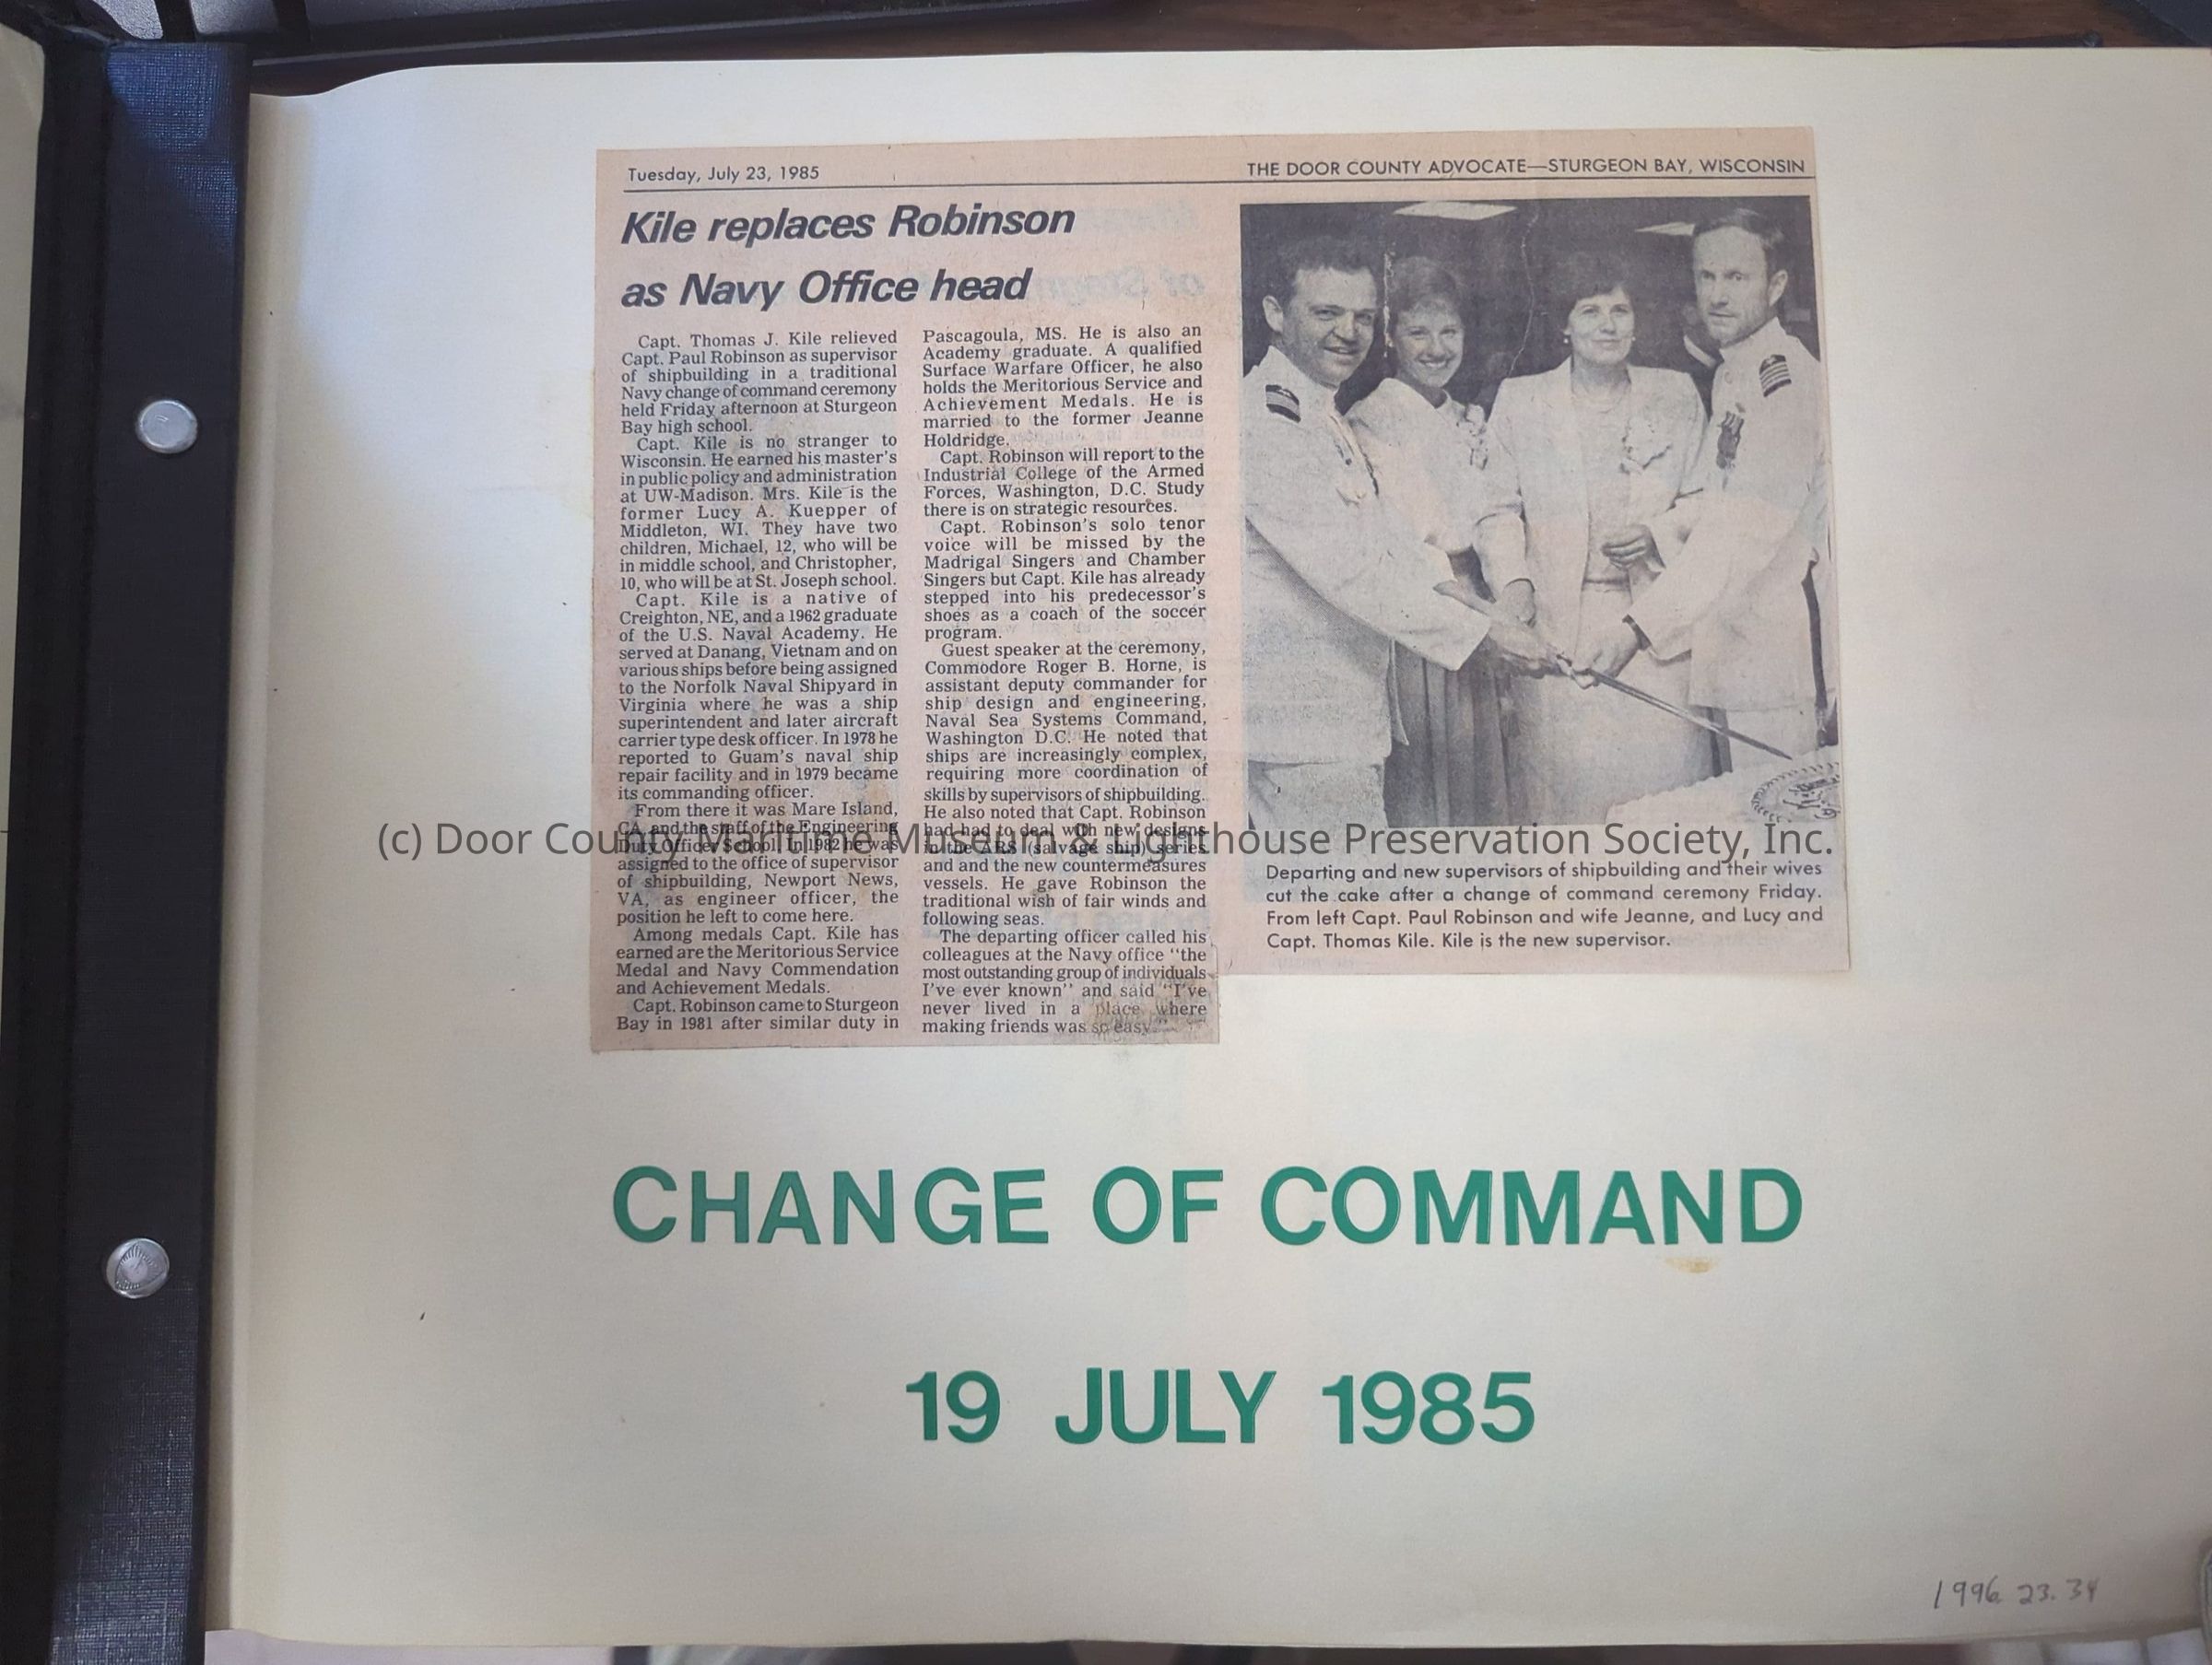 Tuesday, July 23, 1985
THE DOOR COUNTY ADVOCATE—STURGEON BAY, WISCONSIN
Kile replaces Robinson
as Navy Office head
Capt. Thomas J. Kile relieved
Capt. Paul Robinson as supervisor
of shipbuilding in a traditional
Navy change of command ceremony
held Friday afternoon at Sturgeon
Bay high school.
Capt. Kile is no stranger to
Wisconsin. He earned his master's
in public policy and administration
at UW-Madison. Mrs. Kile is the
former Lucy A. Kuepper of
Middleton, WI. They have two
children, Michael, 12, who will be
in middle school, and Christopher,
10, who will be at St. Joseph school.
Capt. Kile is a native of
Creighton, NE, and a 1962 graduate
of the U.S. Naval Academy. He
served at Danang, Vietnam and on
various ships before being assigned
to the Norfolk Naval Shipyard in
Virginia where he was a ship
superintendent and later aircraft
carrier type desk officer. In 1978 he
reported to Guam's naval ship
repair facility and in 1979 became
its commanding officer.
From there it was Mare Island,
CA and the staff of the Engineering
Duty Officer School. In 1982 he was
assigned to the office of supervisor
of shipbuilding, Newport News,
VA, as engineer officer, the
position he left to come here.
Among medals Capt. Kile has
earned are the Meritorious Service
Medal and Navy Commendation
and Achievement Medals.
Capt. Robinson came to Sturgeon
Bay in 1981 after similar duty in
Pascagoula, MS. He is also an
Academy graduate. A qualified
Surface Warfare Officer, he also
holds the Meritorious Service and
Achievement Medals. He is
married to the former Jeanne
Holdridge.
Capt. Robinson will report to the
Industrial College of the Armed
Forces, Washington, D.C. Study
there is on strategic resources.
Capt. Robinson's solo tenor
voice will be missed by the
Madrigal Singers and Chamber
Singers but Capt. Kile has already
stepped into his predecessor's
shoes as a coach of the soccer
program.
Guest speaker at the ceremony,
Commodore Roger B. Horne, is
assistant deputy commander for
ship design and engineering,
Naval Sea Systems Command,
Washington D.C. He noted that
ships are increasingly complex,
requiring more coordination of
skills by supervisors of shipbuilding.
He also noted that Capt. Robinson
had had to deal with new designs
in the ARS (salvage ship) series
and and the new countermeasures
vessels. He gave Robinson the
traditional wish of fair winds and
following seas.
The departing officer called his
colleagues at the Navy office "the
most outstanding group of individuals
I've ever known" and said "I've
never lived in a place where
making friends was so easy."
Departing and new supervisors of shipbuilding and their wives
cut the cake after a change of command ceremony Friday.
From left Capt. Paul Robinson and wife Jeanne, and Lucy and
Capt. Thomas Kile. Kile is the new supervisor.
(c) Door County Maritime Museum & Lighthouse Preservation Society, Inc.
CHANGE OF COMMAND
19 JULY 1985
1996.23.34